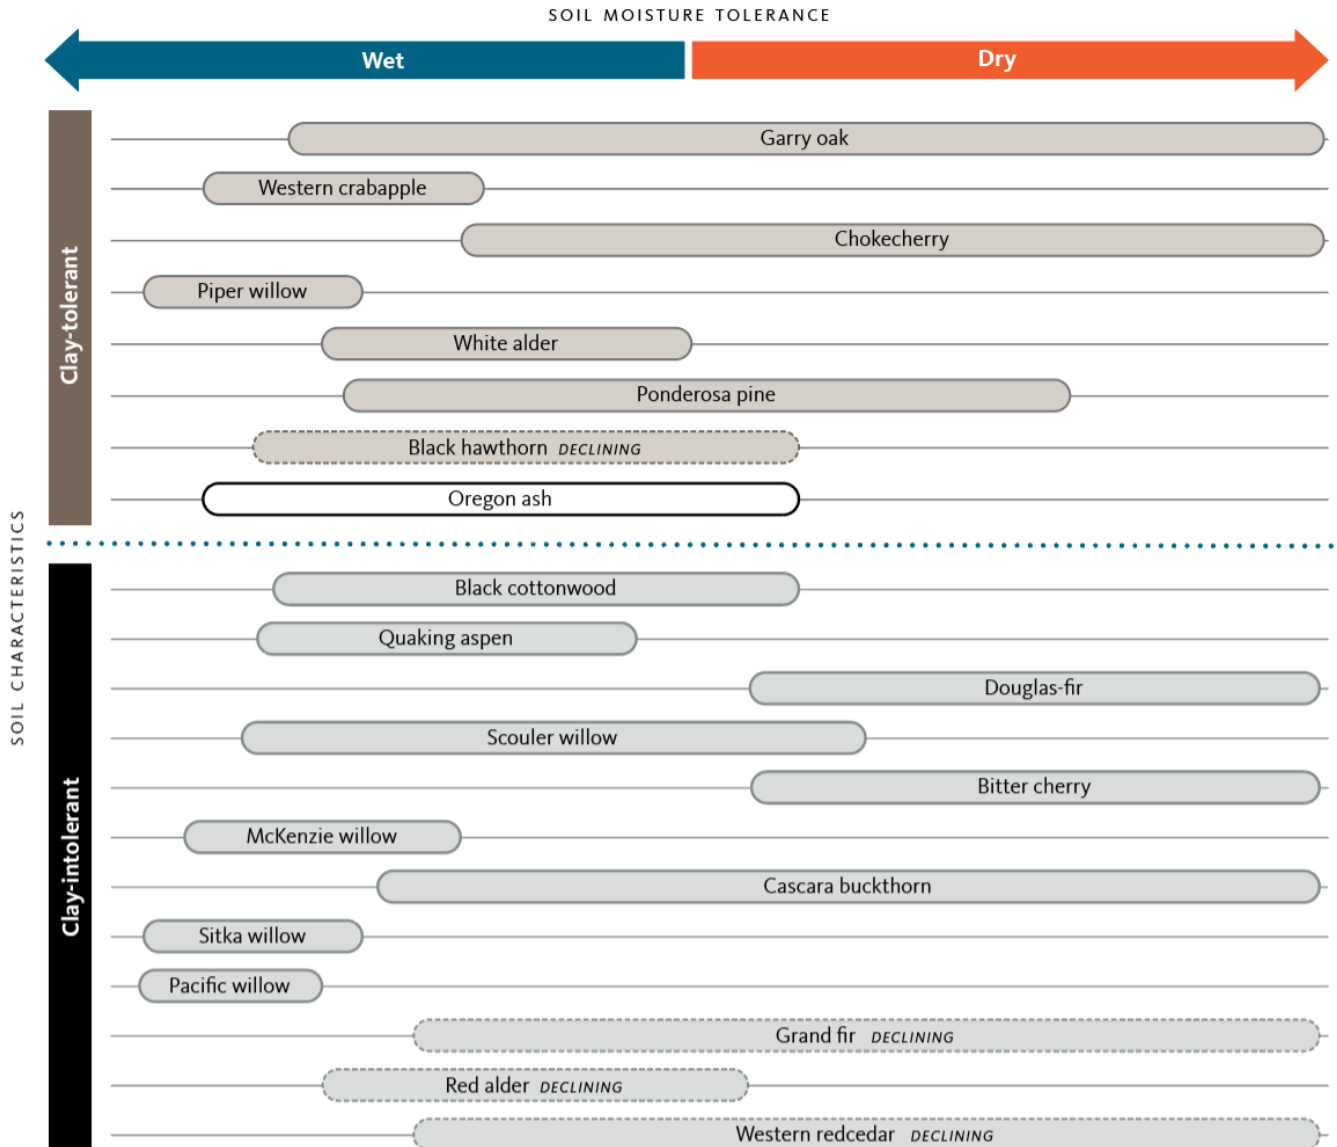 SOIL MOISTURE TOLERANCE
Wet
Dry
Clay-tolerant
Garry oak
Western crabapple
Chokecherry
Piper willow
White alder
Ponderosa pine
Black hawthorn DECLINING
Oregon ash
SOIL CHARACTERISTICS
Clay-intolerant
Black cottonwood
Quaking aspen
Douglas-fir
Scouler willow
Bitter cherry
McKenzie willow
Cascara buckthorn
Sitka willow
Pacific willow
Grand fir DECLINING
Red alder DECLINING
Western redcedar DECLINING